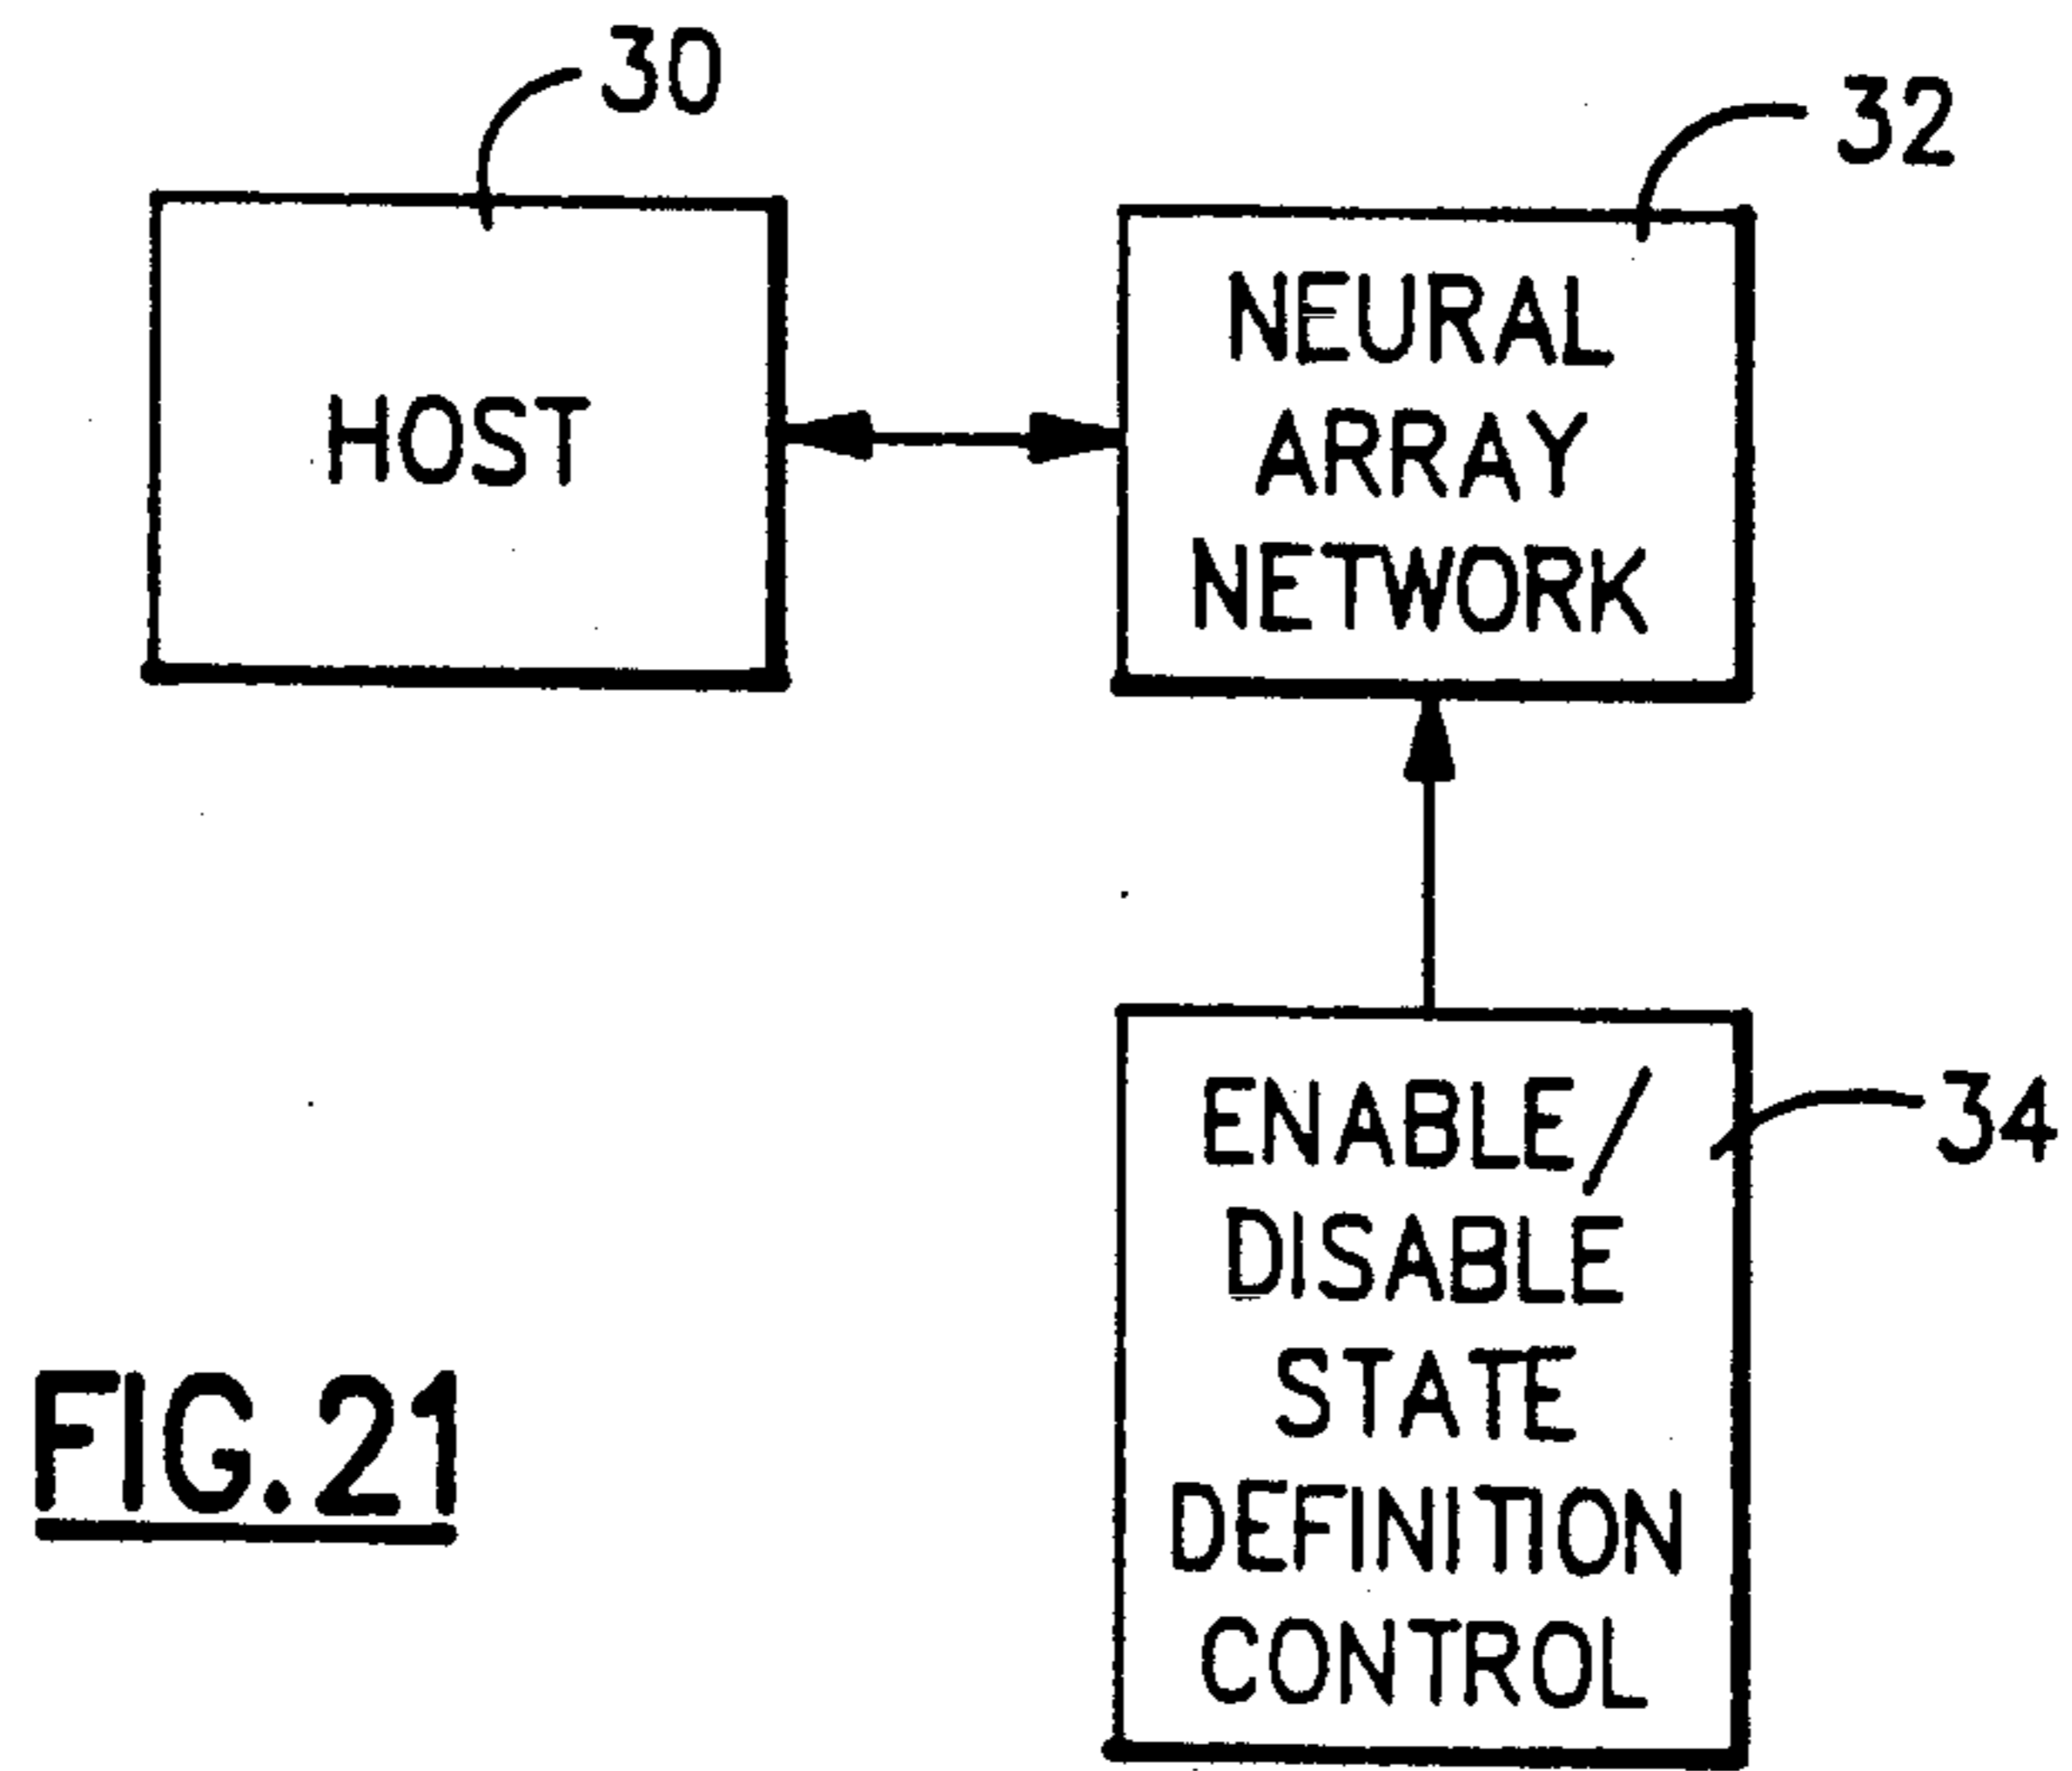 30
32
HOST
NEURAL
ARRAY
NETWORK
ENABLE/
DISABLE
STATE
DEFINITION
CONTROL
34
FIG.21